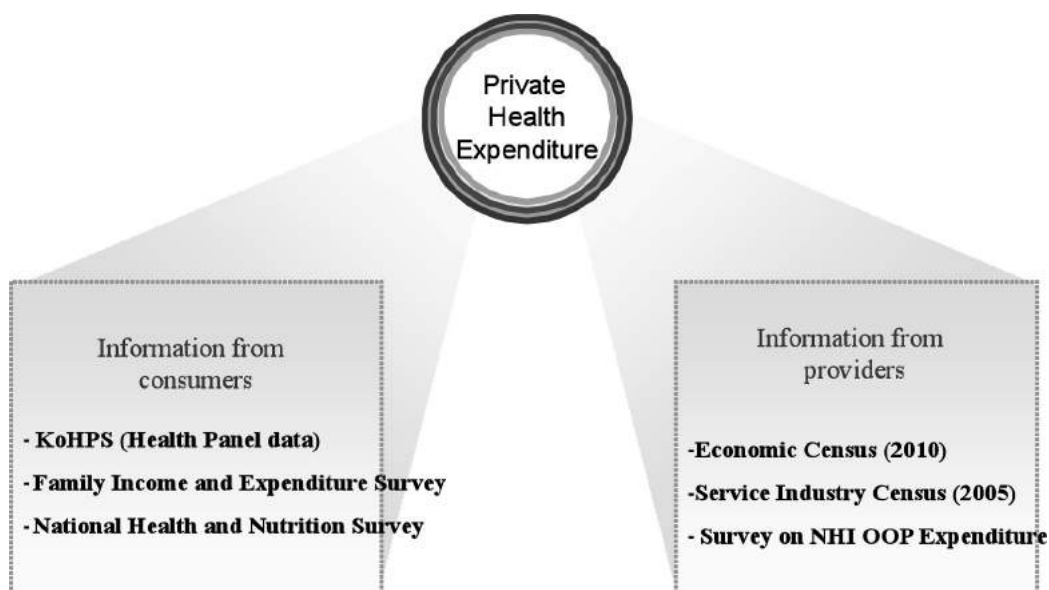 Private
Health
Expenditure
Information from
consumers
- KoHPS (Health Panel data)
- Family Income and Expenditure Survey
- National Health and Nutrition Survey
Information from
providers
-Economic Census (2010)
-Service Industry Census (2005)
- Survey on NHI OOP Expenditure